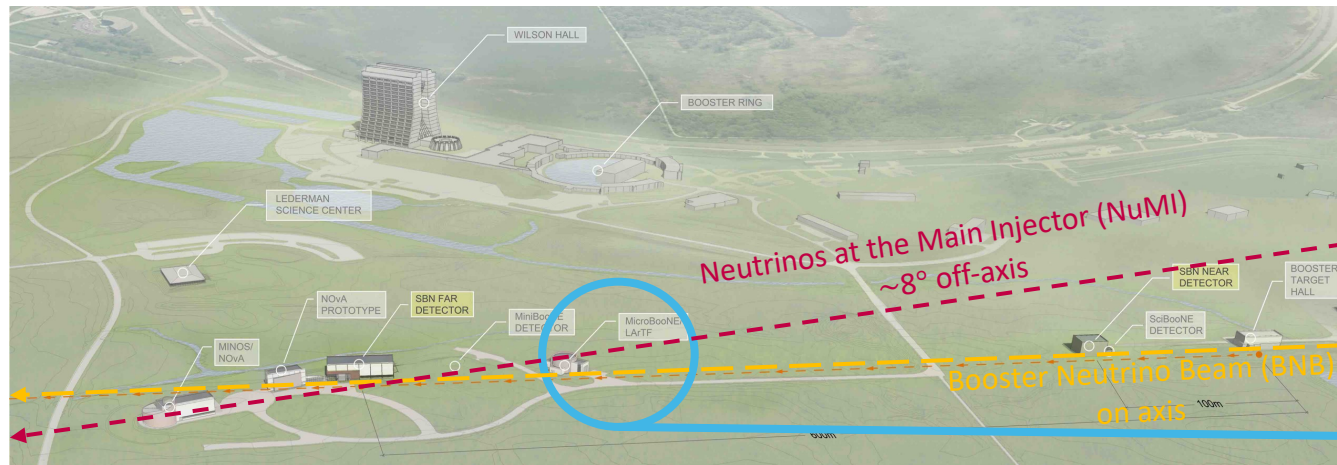 WILSON HALL
BOOSTER RING
LEDERMAN
SCIENCE CENTER
Neutrinos at the Main Injector (NuMI)
~8° off-axis
NOvA
PROTOTYPE
SBN FAR
DETECTOR
MiniBooNE
DETECTOR
MicroBooNE/
LArTF
SBN NEAR
DETECTOR
SciBooNE
DETECTOR
BOOSTER
TARGET
HALL
MINOS/
NOvA
Booster Neutrino Beam (BNB)
on axis
100m
600m